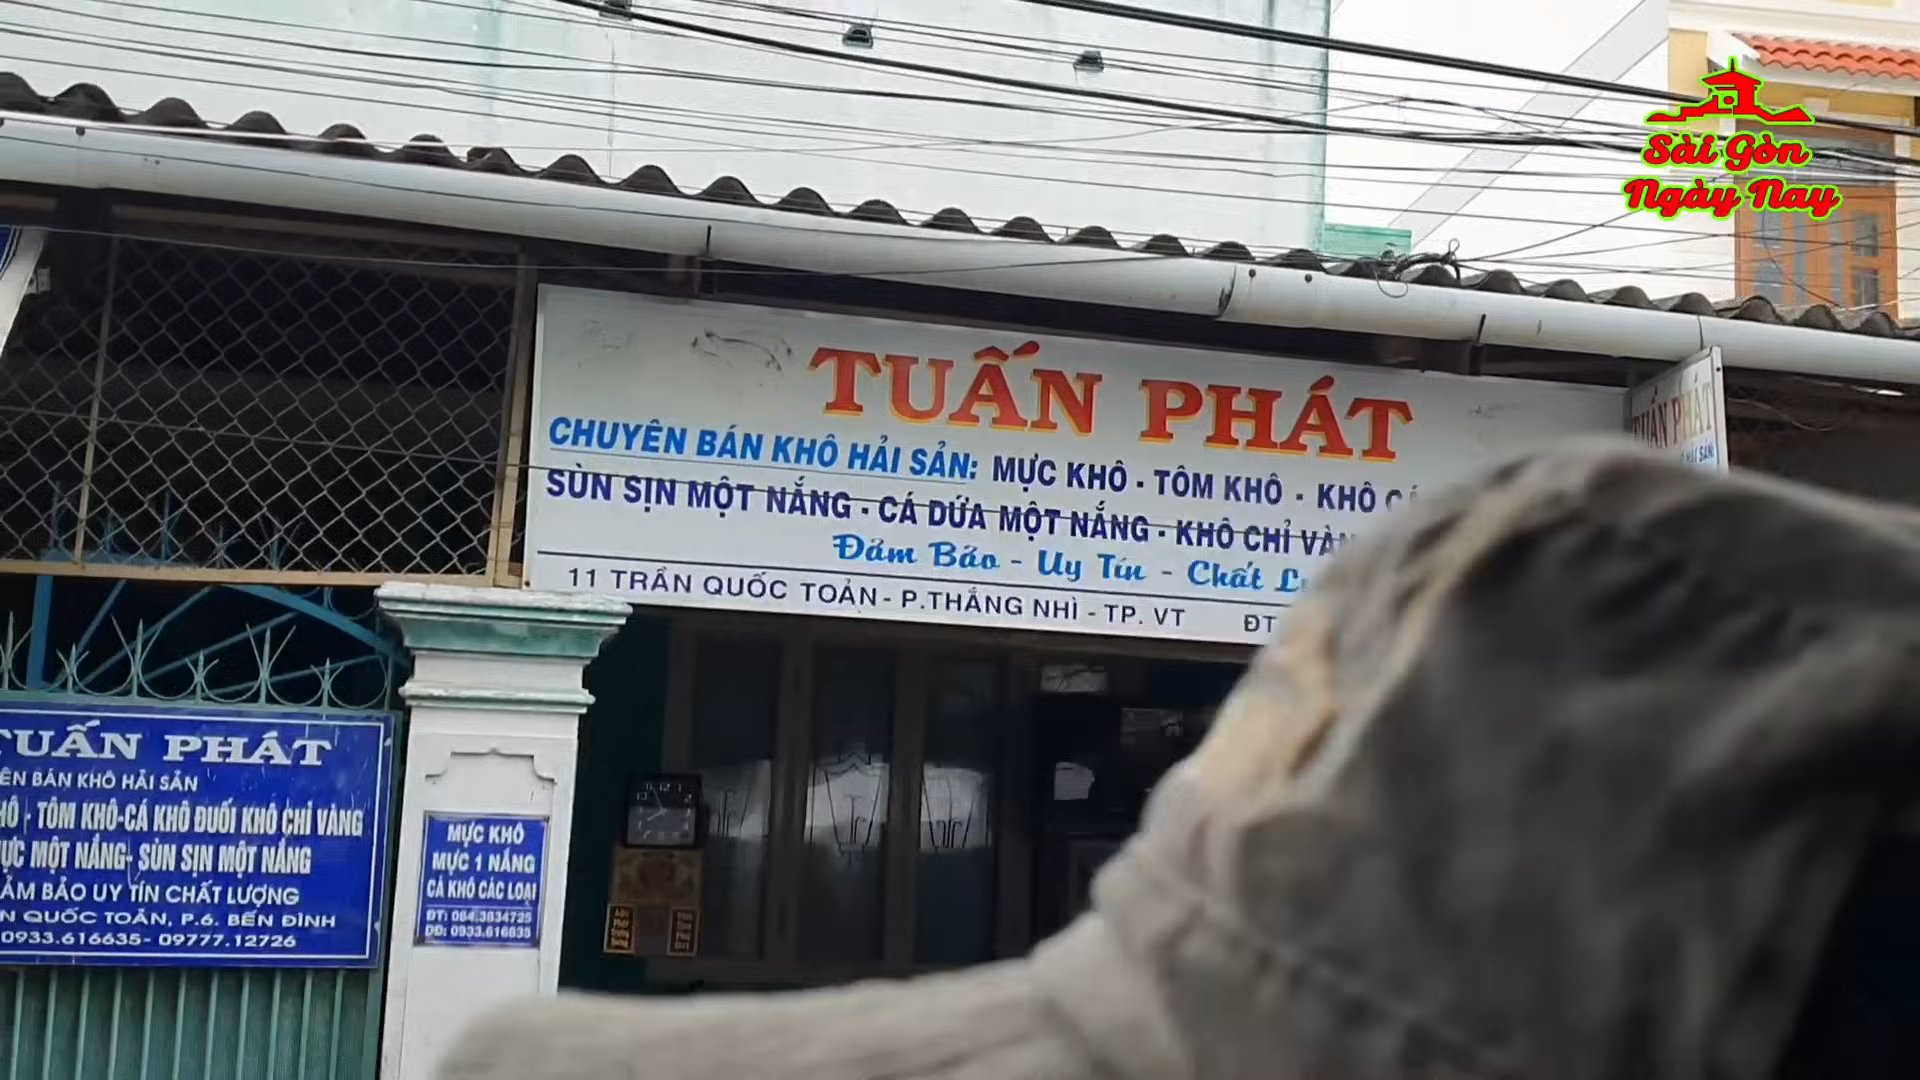 Sài Gòn
Ngày Nay
TUẤN PHÁT
CHUYÊN BÁN KHÔ HẢI SẢN: MỰC KHÔ - TÔM KHÔ - KHÔ
SÙN SỊN MỘT NẮNG - CÁ DỨA MỘT NẮNG - KHÔ CHỈ
Đảm Bảo - Uy Tín - Chất
11 TRẦN QUỐC TOẢN - P.THẮNG NHÌ - TP. VT ĐT
TUẤN PHÁT
TUẤN PHÁT
BÁN KHÔ HẢI SẢN
- TÔM KHÔ-CÁ KHÔ ĐUỐI KHÔ CHỈ VÀNG
MỘT NẮNG- SÙN SỊN MỘT NẮNG
BẢO UY TÍN CHẤT LƯỢNG
QUỐC TOẢN, P.6. BẾN ĐÌNH
0933.616635- 09777.12726
MỰC KHÔ
MỰC 1 NẮNG
CÁ KHÔ CÁC LOẠI
ĐT: 064.3834725
DĐ: 0933.616635